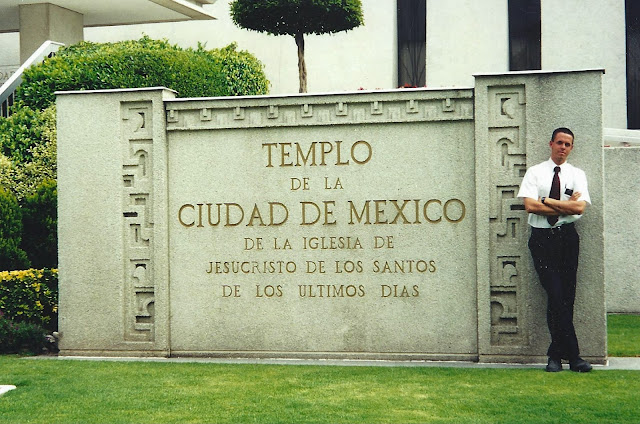 TEMPLO
DE LA
CIUDAD DE MEXICO
DE LA IGLESIA DE
JESUCRISTO DE LOS SANTOS
DE LOS ULTIMOS DIAS